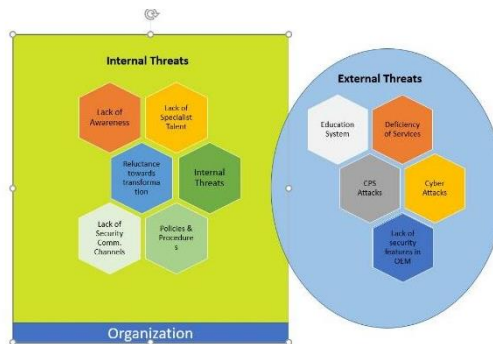 Internal Threats
Lack of
Awareness
Lack of
Specialist
Talent
Reluctance
towards
transforma
tion
Internal
Threats
Lack of
Security
Comm.
Channels
Policies &
Procedure
s
Organization
External Threats
Education
System
Deficiency
of Services
CPS
Attacks
Cyber
Attacks
Lack of
security
features in
OEM